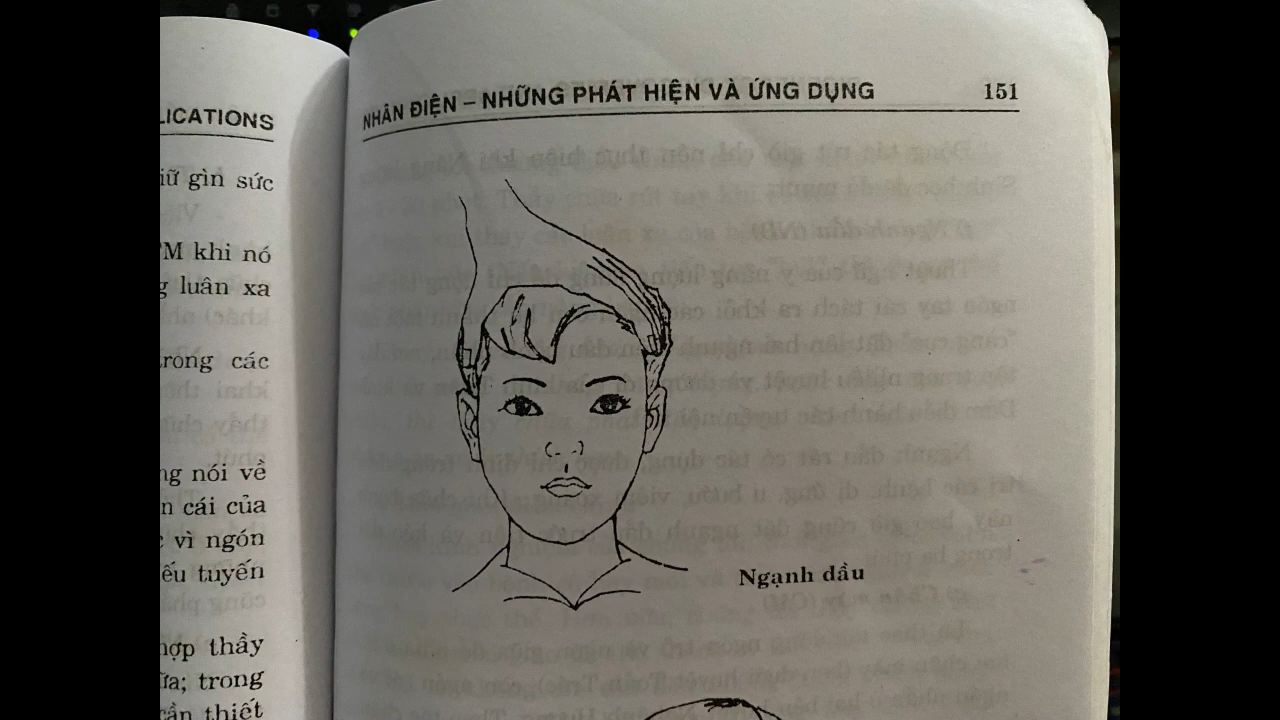 LICATIONS
iữ gìn sức
M khi nó
g luân xa
rong các
ng nói về
n cái của
vì ngón
ếu tuyến
hợp thầy
ữa; trong
cần thiết
NHÂN ĐIỆN – NHỮNG PHÁT HIỆN VÀ ỨNG DỤNG 151
Ngạnh dầu